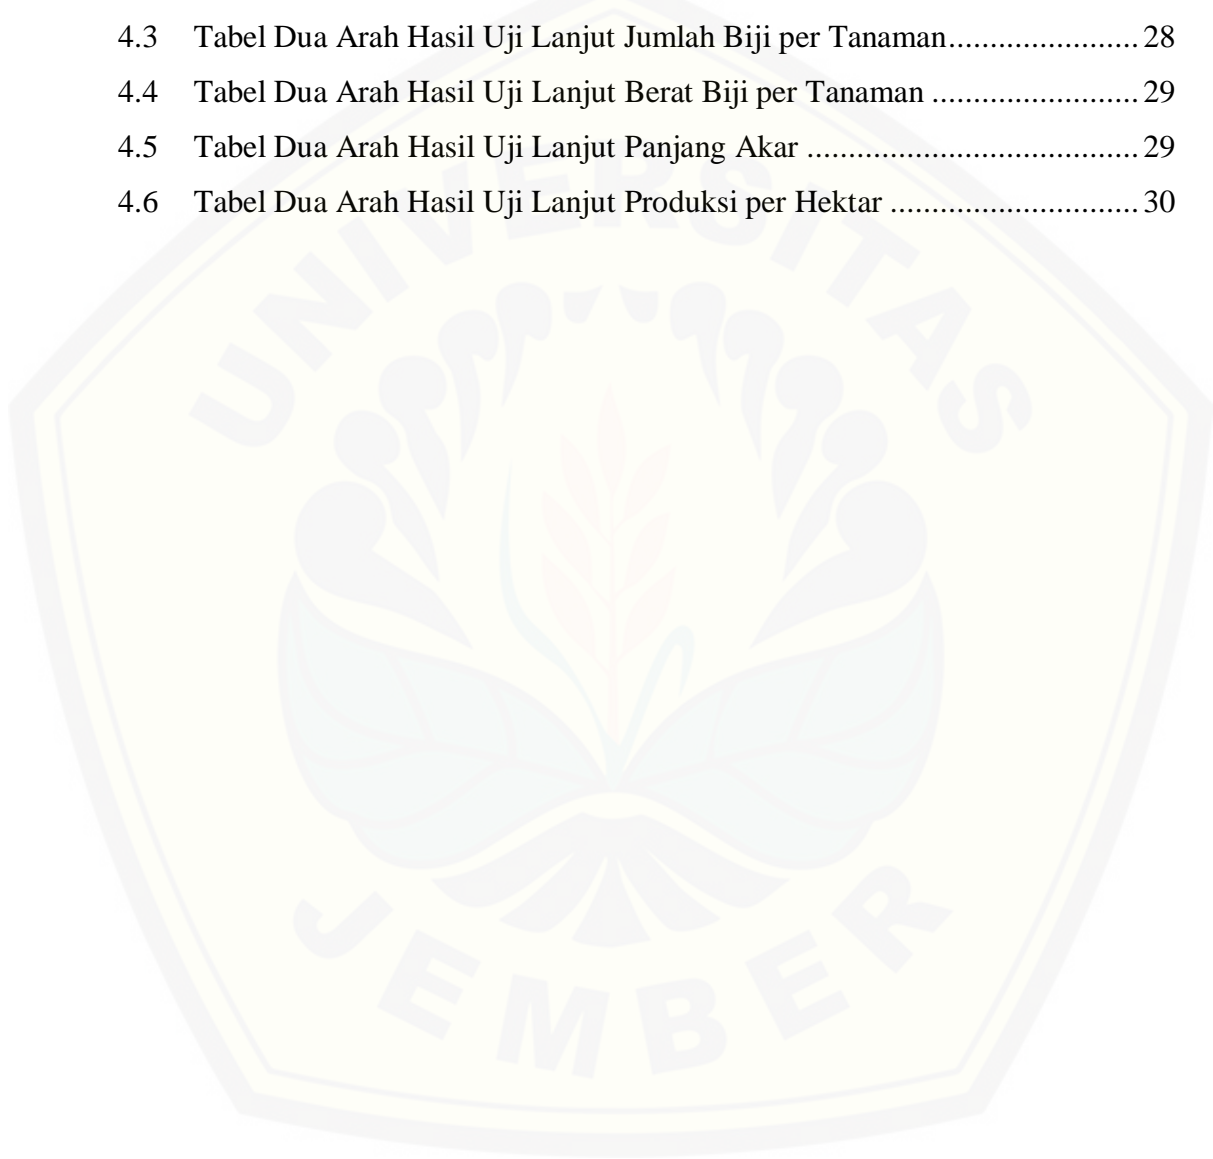 4.3 Tabel Dua Arah Hasil Uji Lanjut Jumlah Biji per Tanaman...................... 28
4.4 Tabel Dua Arah Hasil Uji Lanjut Berat Biji per Tanaman ........................ 29
4.5 Tabel Dua Arah Hasil Uji Lanjut Panjang Akar ...................................... 29
4.6 Tabel Dua Arah Hasil Uji Lanjut Produksi per Hektar ............................. 30
UNIVERSITAS
JEMBER